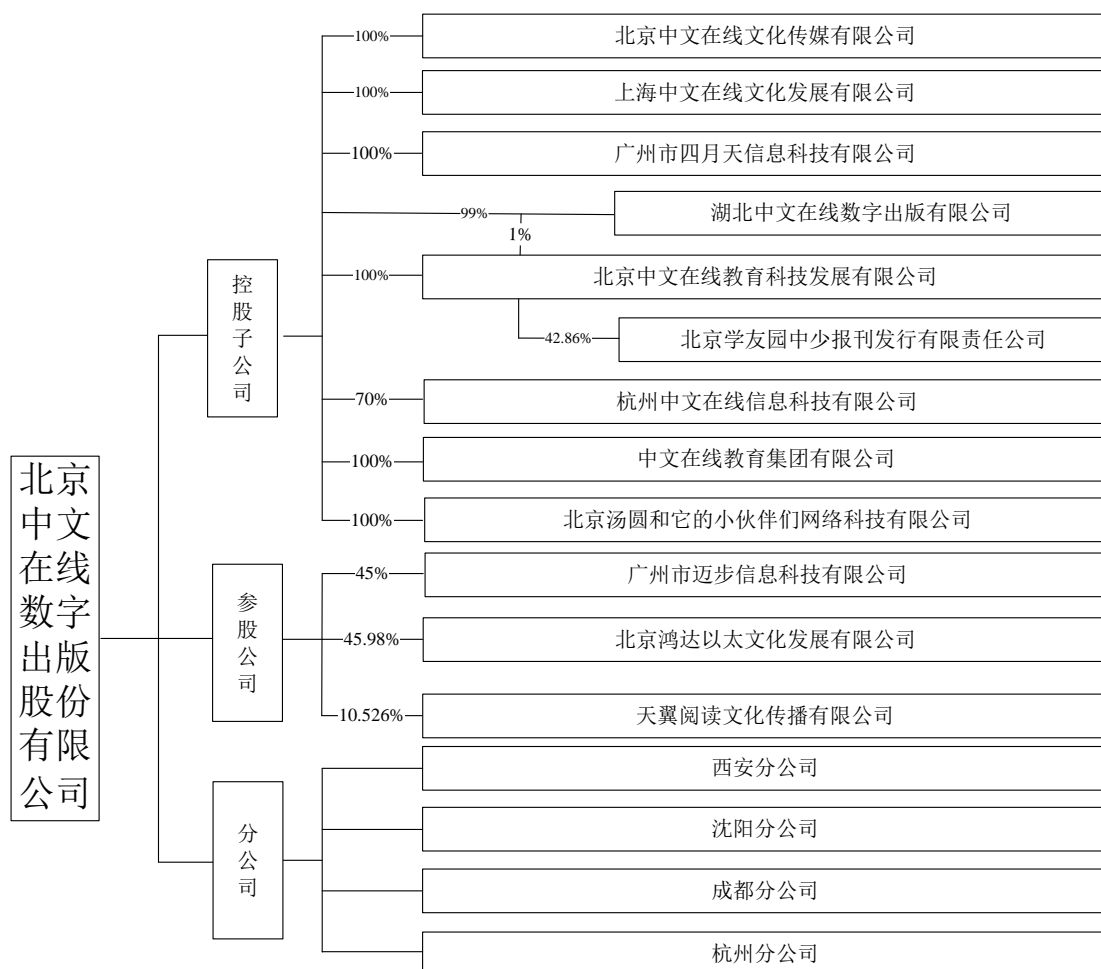 北京
中文
在线
数字
出版
股份
有限
公司
控股子公司
100%
北京中文在线文化传媒有限公司
100%
上海中文在线文化发展有限公司
100%
广州市四月天信息科技有限公司
99%
湖北中文在线数字出版有限公司
1%
100%
北京中文在线教育科技发展有限公司
42.86%
北京学友园中少报刊发行有限责任公司
70%
杭州中文在线信息科技有限公司
100%
中文在线教育集团有限公司
100%
北京汤圆和它的小伙伴们网络科技有限公司
参股公司
45%
广州市迈步信息科技有限公司
45.98%
北京鸿达以太文化发展有限公司
10.526%
天翼阅读文化传播有限公司
分公司
西安分公司
沈阳分公司
成都分公司
杭州分公司